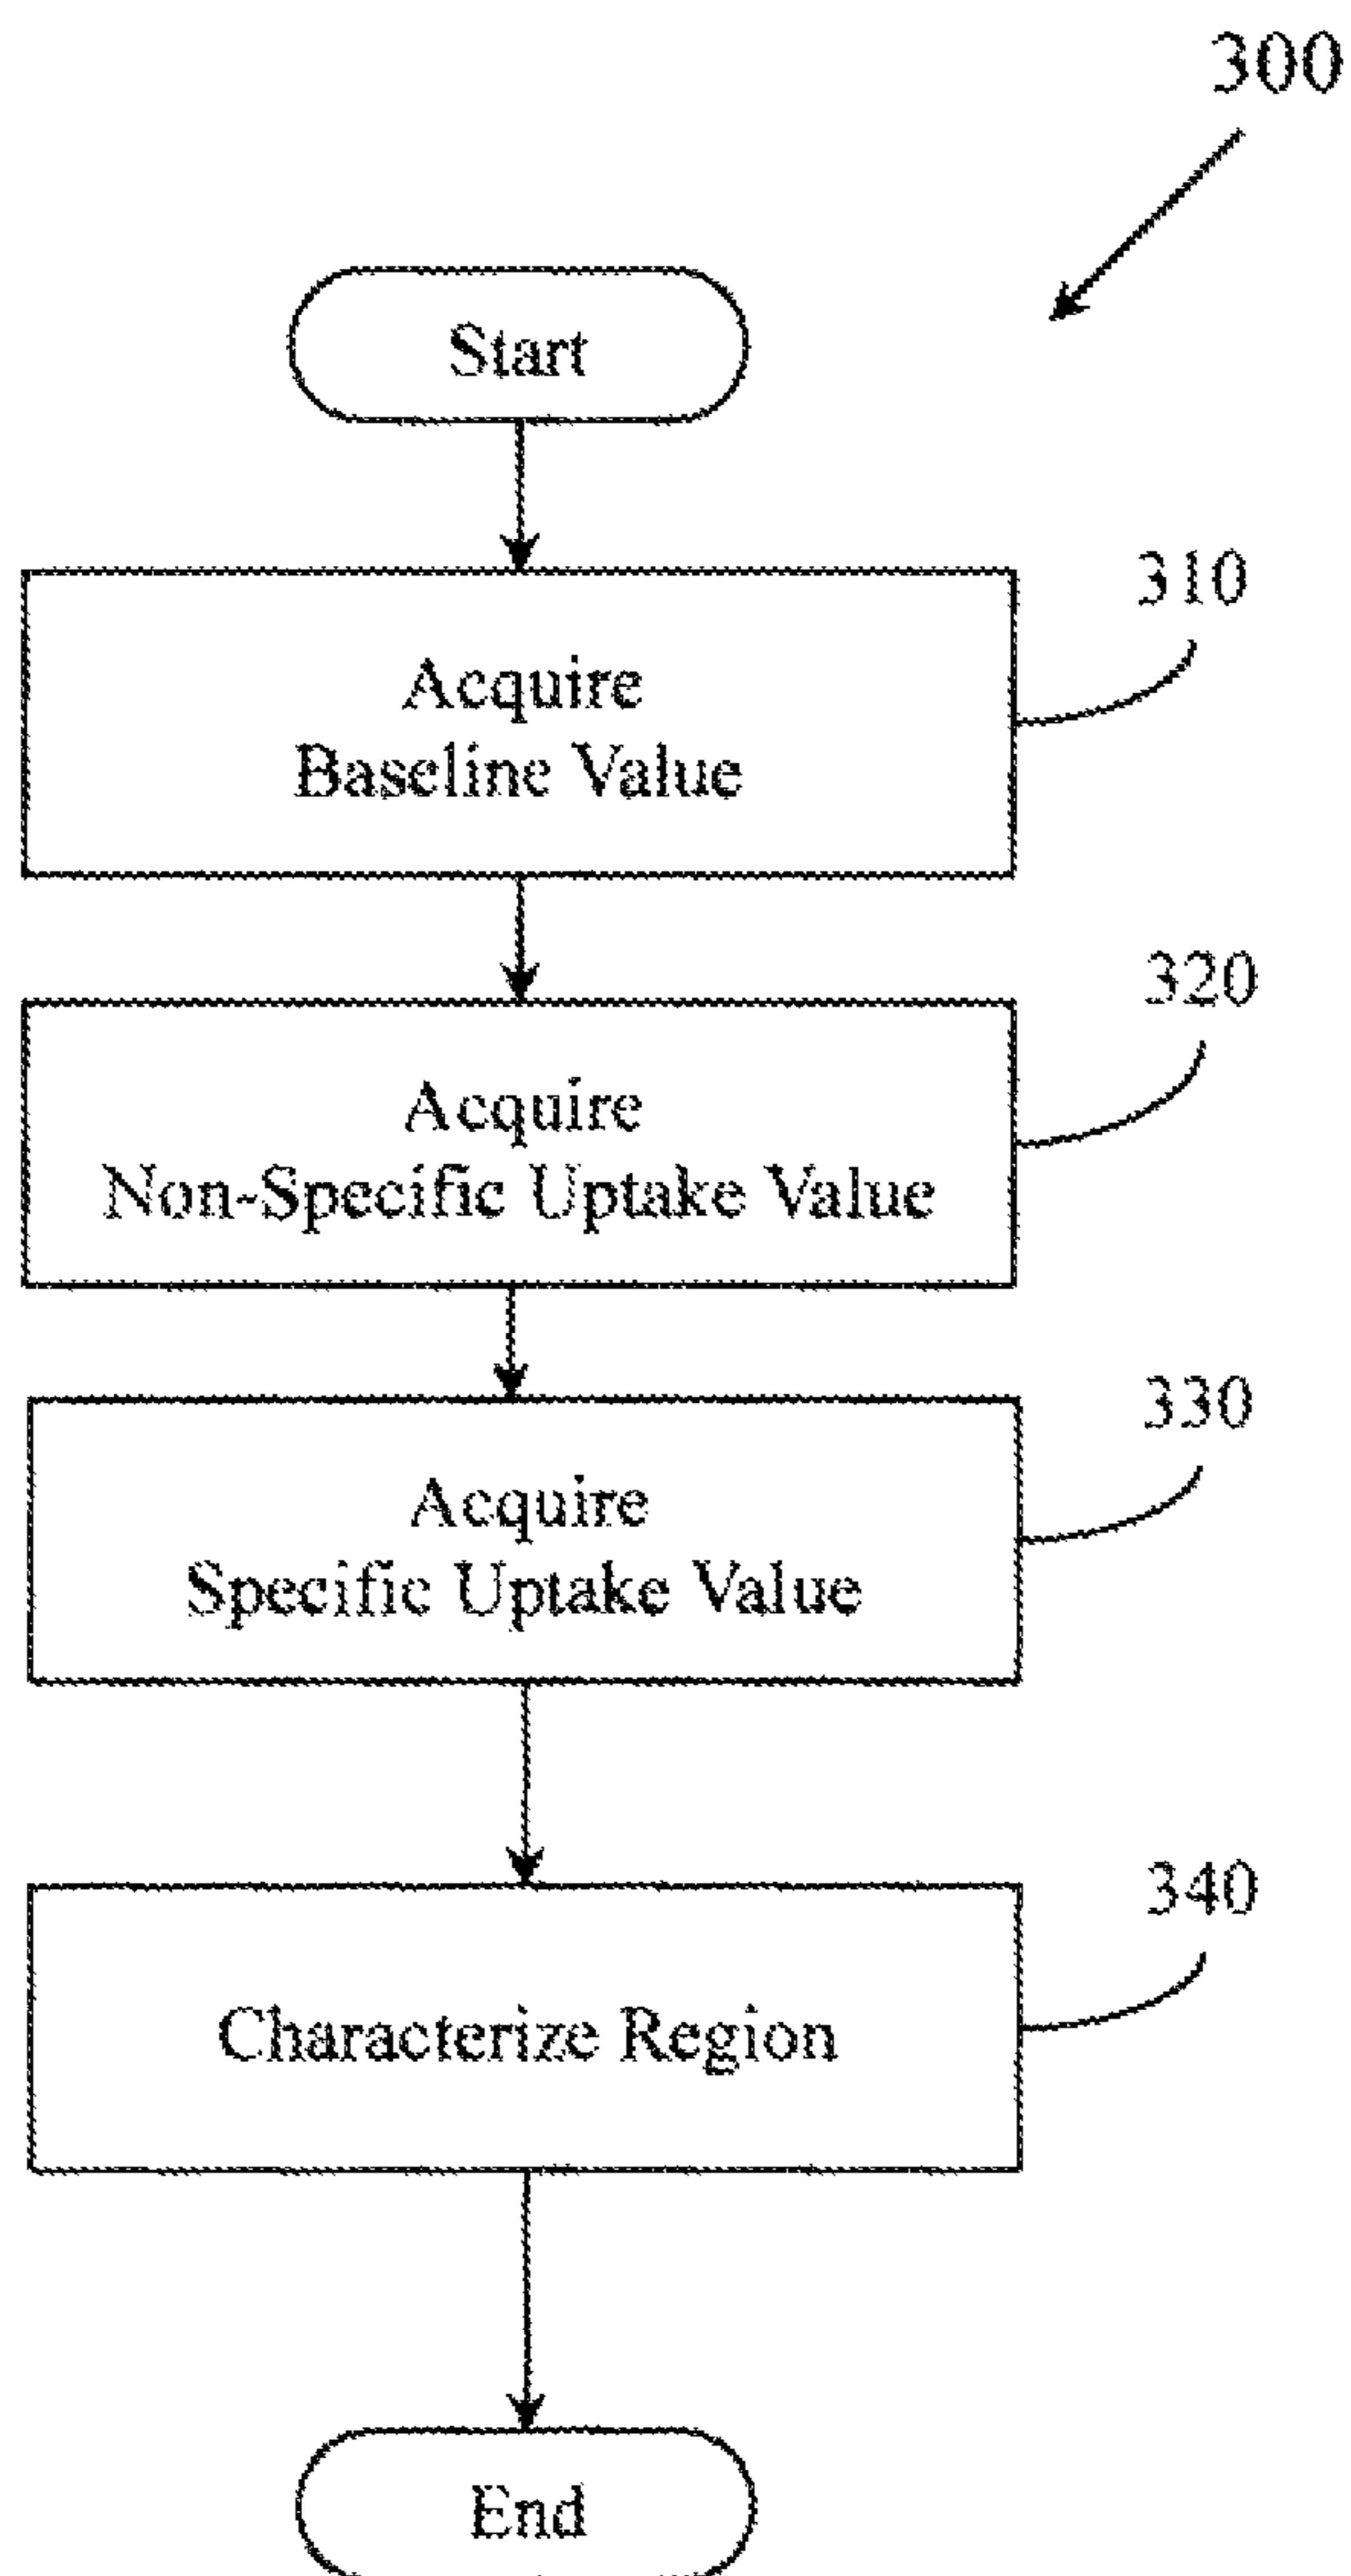 300
Start
310
Acquire
Baseline Value
320
Acquire
Non-Specific Uptake Value
330
Acquire
Specific Uptake Value
340
Characterize Region
End